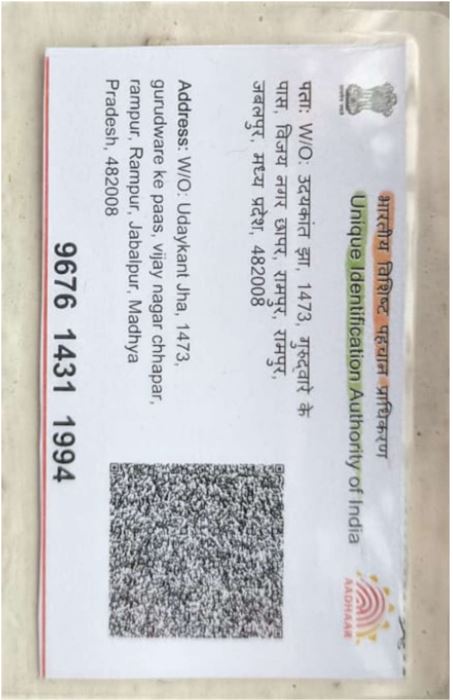 भारतीय विशिष्ट पहचान प्राधिकरण
Unique Identification Authority of India
AADHAAR
पता: W/O: उदयकांत झा, 1473, गुरुद्वारे के
पास, विजय नगर छापर, रामपुर, रामपुर,
जबलपुर, मध्य प्रदेश, 482008
Address: W/O: Udaykant Jha, 1473,
gurudware ke paas, vijay nagar chhapar,
rampur, Rampur, Jabalpur, Madhya
Pradesh, 482008
9676 1431 1994